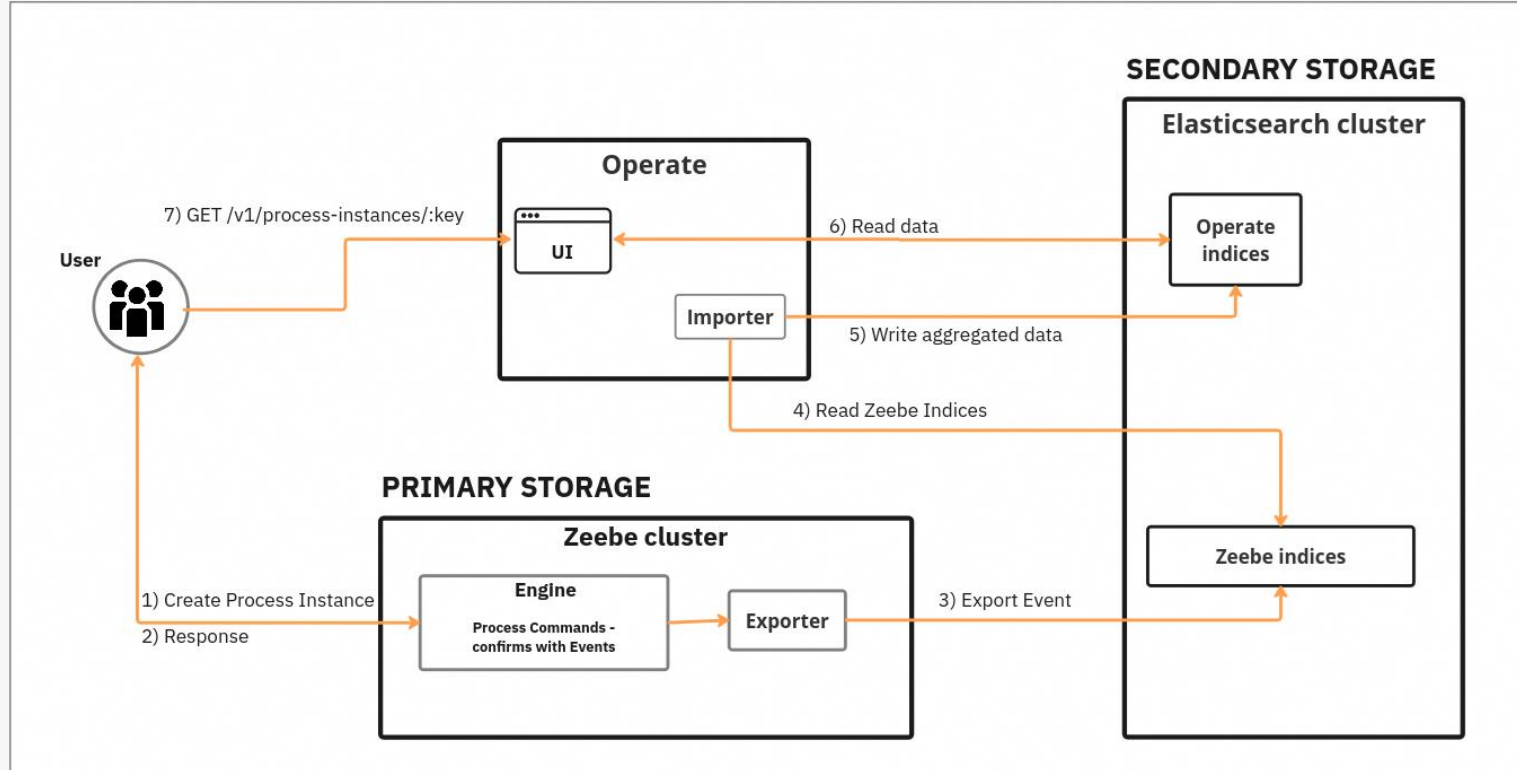 SECONDARY STORAGE
Elasticsearch cluster
Operate
7) GET /v1/process-instances/:key
UI
6) Read data
Operate
indices
User
Importer
5) Write aggregated data
4) Read Zeebe Indices
PRIMARY STORAGE
Zeebe cluster
Engine
Process Commands -
confirms with Events
Exporter
1) Create Process Instance
2) Response
3) Export Event
Zeebe indices